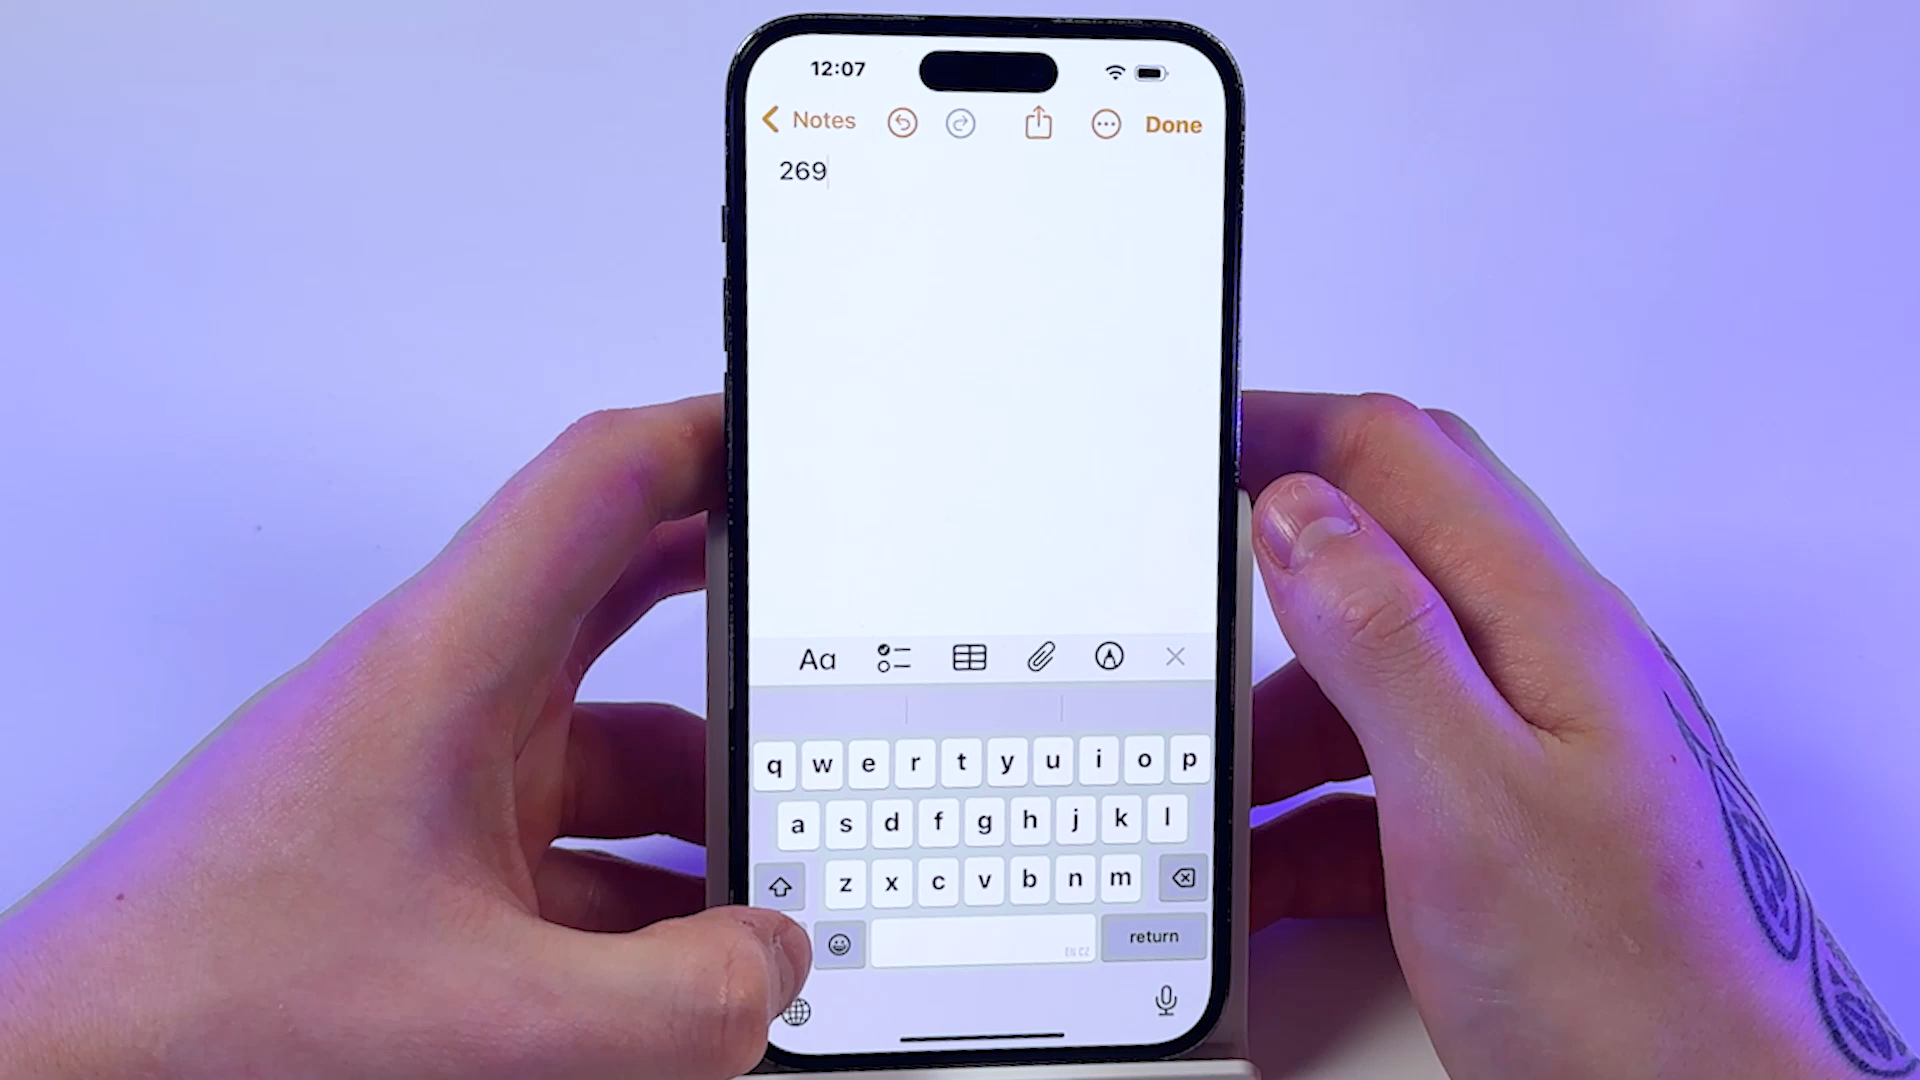 12:07
Notes
Done
269
Aa
q w e r t y u i o p
a s d f g h j k l
z x c v b n m
return